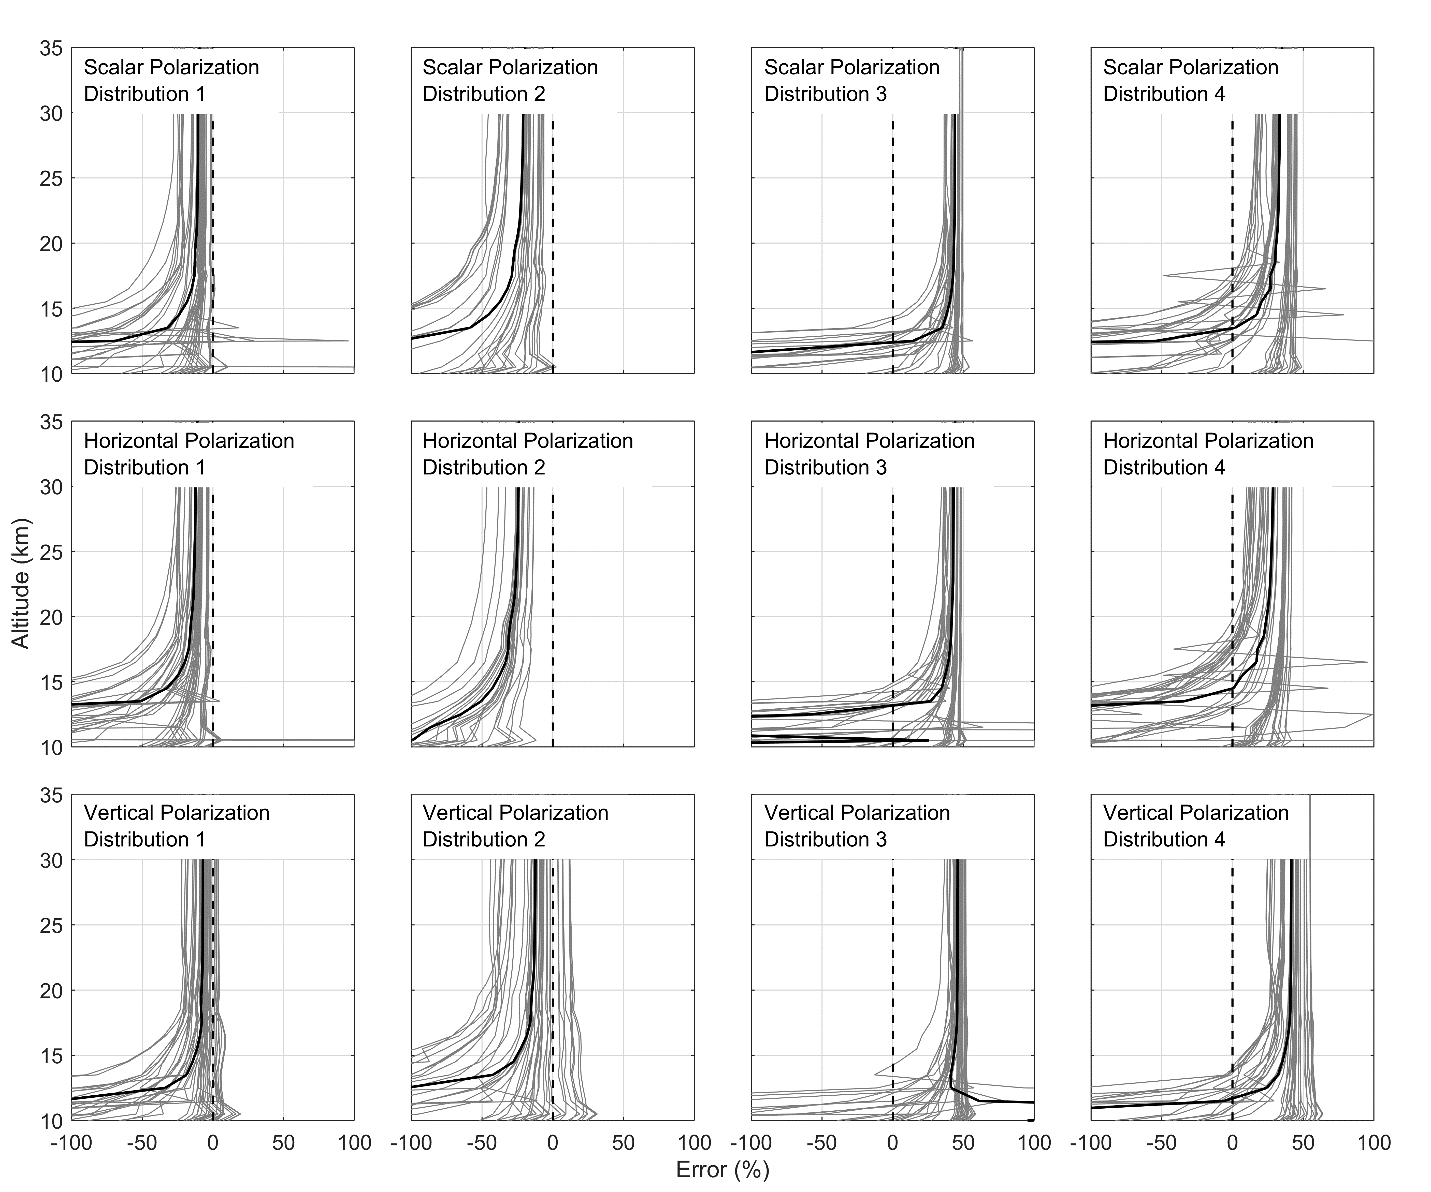 35
30
25
20
15
10
Scalar Polarization
Distribution 1
Scalar Polarization
Distribution 2
Scalar Polarization
Distribution 3
Scalar Polarization
Distribution 4
Altitude (km)
35
30
25
20
15
10
Horizontal Polarization
Distribution 1
Horizontal Polarization
Distribution 2
Horizontal Polarization
Distribution 3
Horizontal Polarization
Distribution 4
35
30
25
20
15
10
Vertical Polarization
Distribution 1
Vertical Polarization
Distribution 2
Vertical Polarization
Distribution 3
Vertical Polarization
Distribution 4
-100 -50 0 50 100
-100 -50 0 50 100
-100 -50 0 50 100
-100 -50 0 50 100
Error (%)